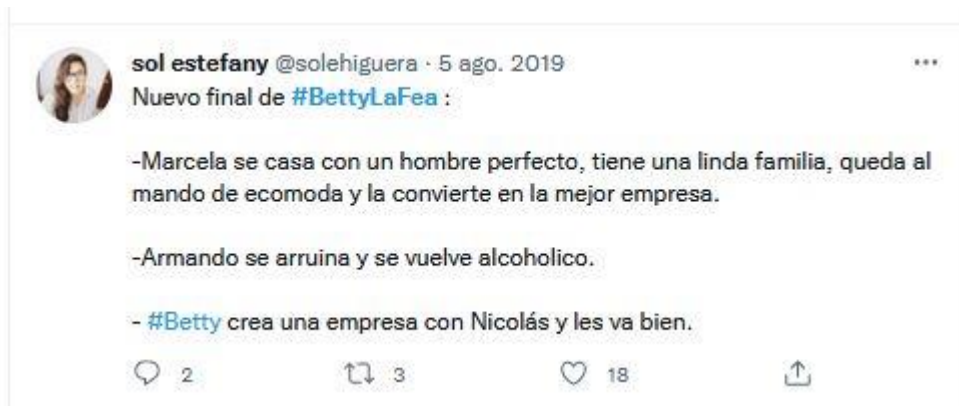 sol estefany @solehiguera · 5 ago. 2019
Nuevo final de #BettyLaFea :
-Marcela se casa con un hombre perfecto, tiene una linda familia, queda al
mando de ecomoda y la convierte en la mejor empresa.
-Armando se arruina y se vuelve alcoholico.
- #Betty crea una empresa con Nicolás y les va bien.
2 3 18